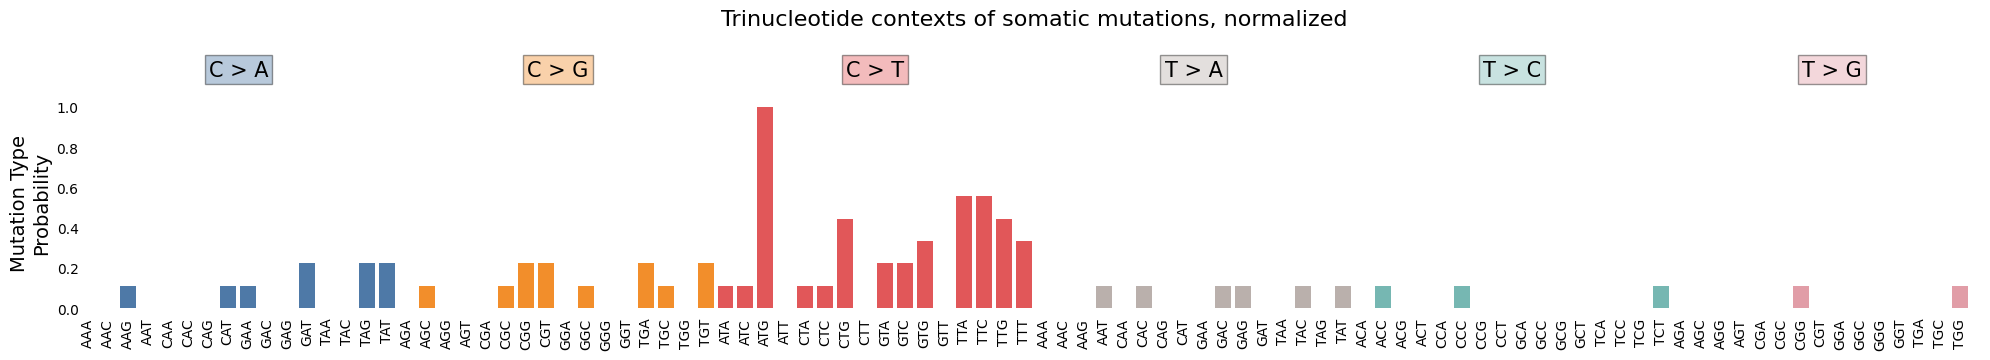 Trinucleotide contexts of somatic mutations, normalized
C > A
C > G
C > T
T > A
T > C
T > G
Mutation Type
Probability
1.0
0.8
0.6
0.4
0.2
0.0
AAA AAC AAG AAT CAA CAC CAG CAT GAA GAC GAG GAT TAA TAC TAG TAT AGA AGC AGG AGT CGA CGC CGG CGT GGA GGC GGG GGT TGA TGC TGG TGT ATA ATC ATG ATT CTA CTC CTG CTT GTA GTC GTG GTT TTA TTC TTG TTT AAA AAC AAG AAT CAA CAC CAG CAT GAA GAC GAG GAT TAA TAC TAG TAT ACA ACC ACG ACT CCA CCC CCG CCT GCA GCC GCG GCT TCA TCC TCG TCT AGA AGC AGG AGT CGA CGC CGG CGT GGA GGC GGG GGT TGA TGC TGG